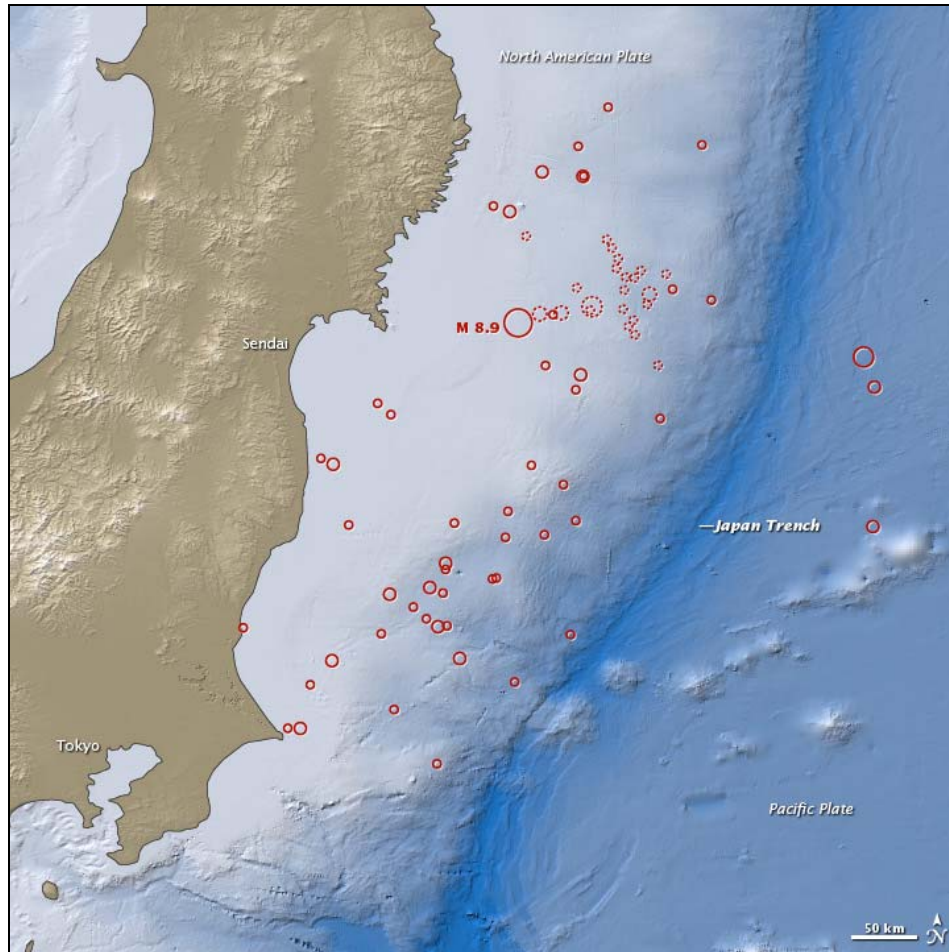 North American Plate
M 8.9
Sendai
Japan Trench
Tokyo
Pacific Plate
50 km
N